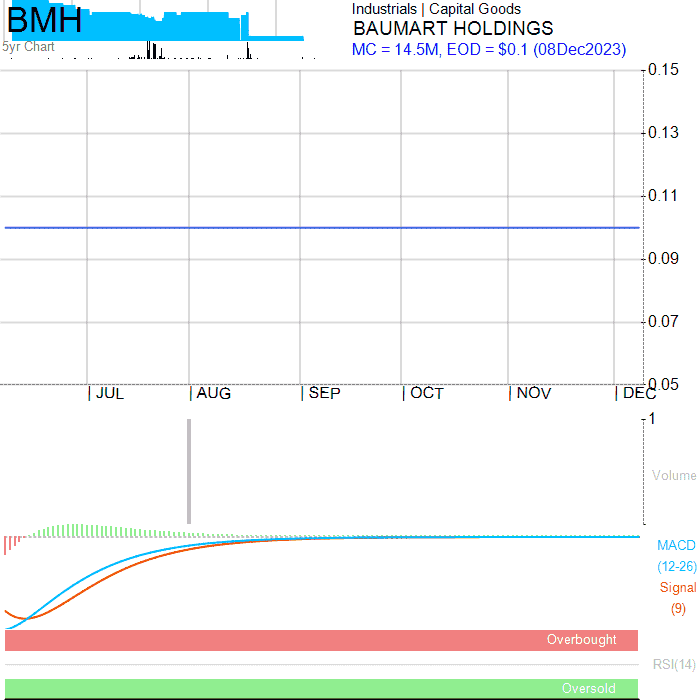 BMH
5yr Chart
Industrials | Capital Goods
BAUMART HOLDINGS
MC = 14.5M, EOD = $0.1 (08Dec2023)
0.15
0.13
0.11
0.09
0.07
0.05
JUL AUG SEP OCT NOV DEC
1
Volume
MACD
(12-26)
Signal
(9)
Overbought
RSI(14)
Oversold